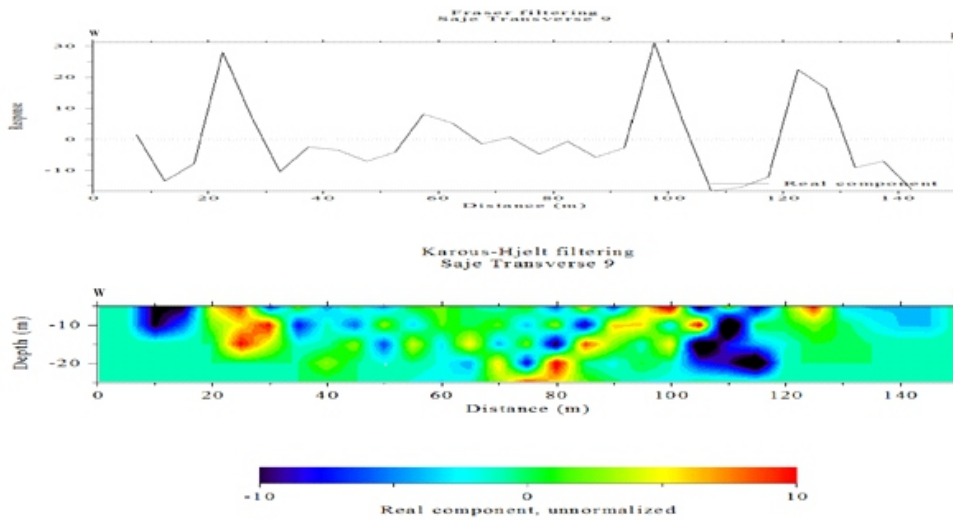 Fraser filtering
Saje Transverse 9
W
30
20
10
0
-10
Response
Real component
0 20 40 60 80 100 120 140
Distance (m)
Karous-Hjelt filtering
Saje Transverse 9
W
-10
-20
Depth (m)
0 20 40 60 80 100 120 140
Distance (m)
-10 0 10
Real component, unnormalized